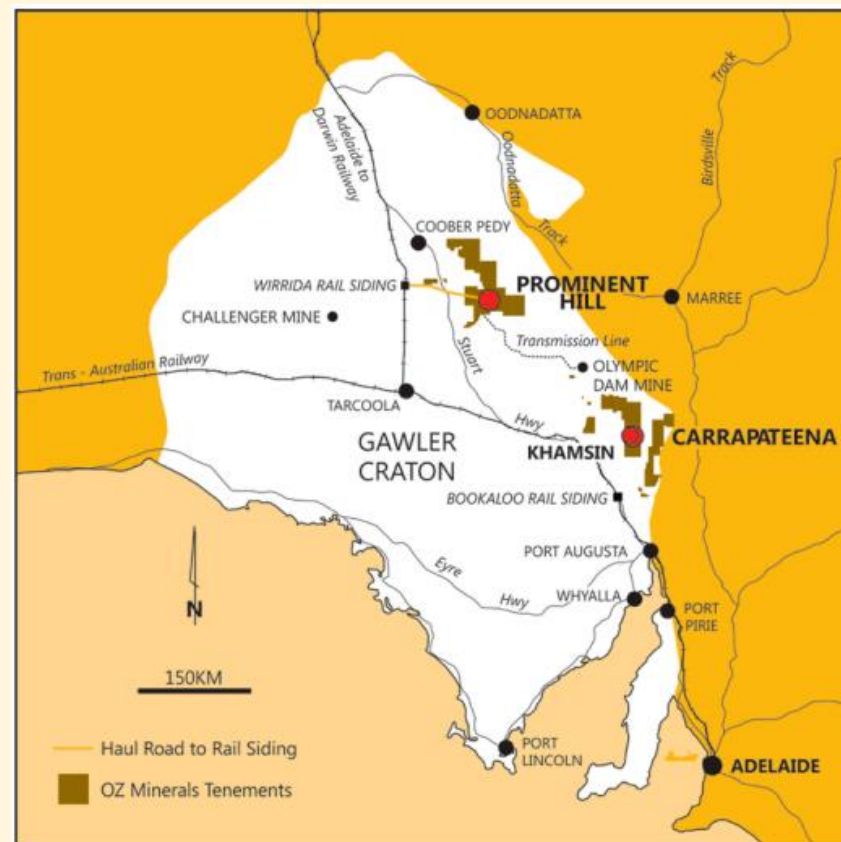 OODNADATTA
Adelaide to
Darwin Railway
Oodnadatta
Track
Birdsville
Track
COOBER PEDY
WIRRIDA RAIL SIDING
PROMINENT
HILL
MARREE
CHALLENGER MINE
Stuart
Transmission Line
Trans - Australian Railway
OLYMPIC
DAM MINE
TARCOOLA
Hwy
GAWLER
CRATON
KHAMSIN
CARRAPATEENA
BOOKALOO RAIL SIDING
PORT AUGUSTA
Eyre
Hwy
WHYALLA
PORT
PIRIE
N
150KM
Haul Road to Rail Siding
PORT
LINCOLN
ADELAIDE
OZ Minerals Tenements